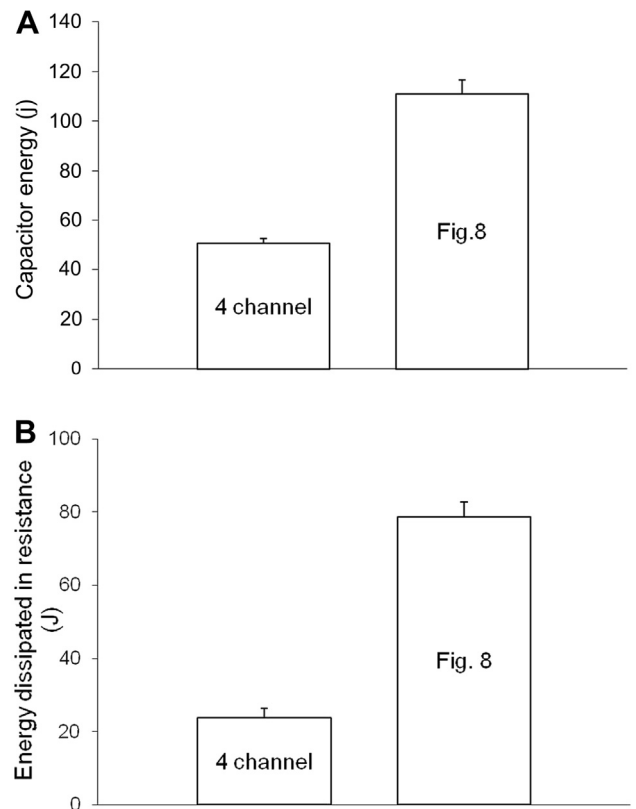 A
Capacitor energy (j)
140
120
100
80
60
40
20
0
4 channel
Fig.8
B
Energy dissipated in resistance
(J)
100
80
60
40
20
0
4 channel
Fig. 8